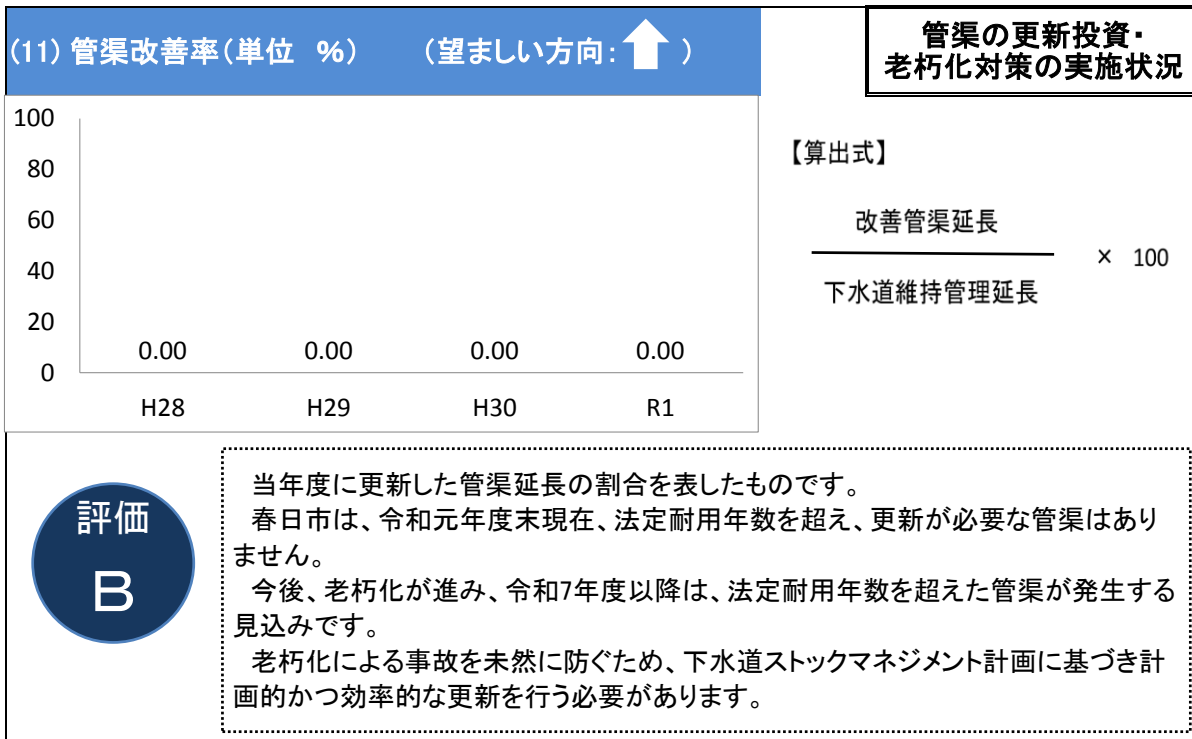 (11) 管渠改善率(単位　%)　　(望ましい方向:　)
管渠の更新投資・
老朽化対策の実施状況
100
80
60
40
20
0
0.00 0.00 0.00 0.00
H28 H29 H30 R1
【算出式】
改善管渠延長
× 100
下水道維持管理延長
評価
B
当年度に更新した管渠延長の割合を表したものです。
春日市は、令和元年度末現在、法定耐用年数を超え、更新が必要な管渠はあり
ません。
今後、老朽化が進み、令和7年度以降は、法定耐用年数を超えた管渠が発生する
見込みです。
老朽化による事故を未然に防ぐため、下水道ストックマネジメント計画に基づき計
画的かつ効率的な更新を行う必要があります。